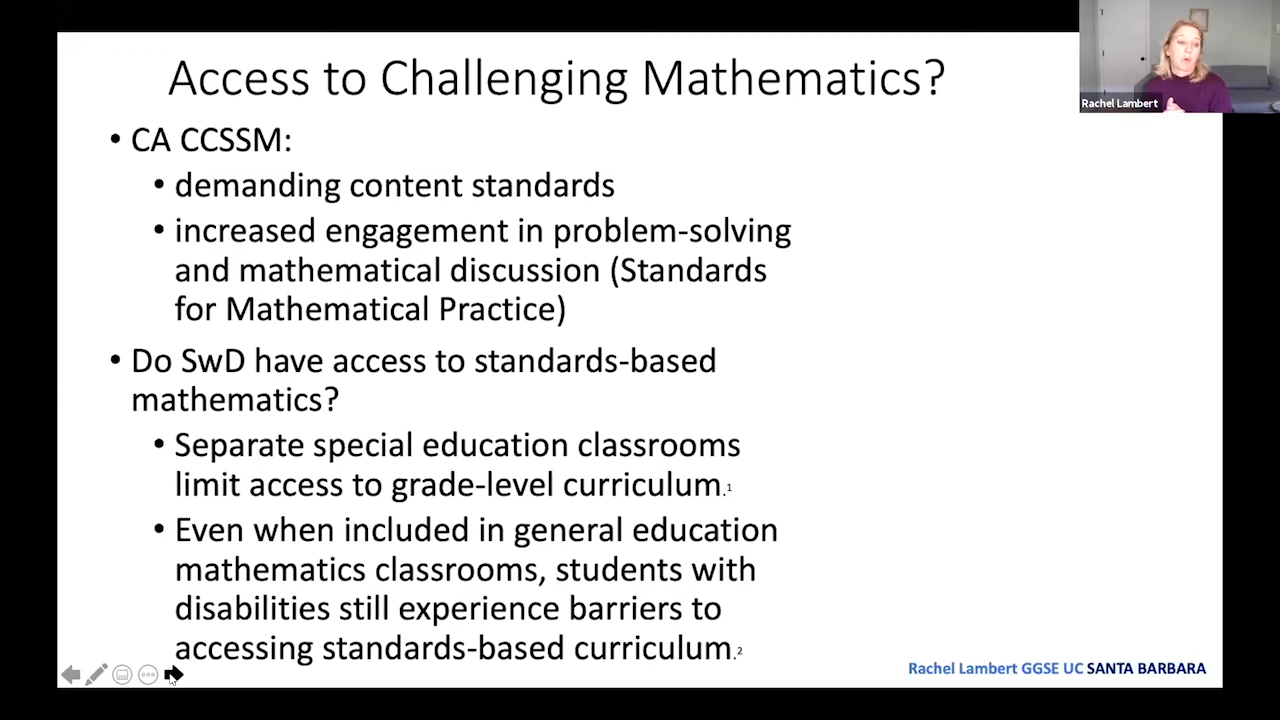 Access to Challenging Mathematics?
Rachel Lambert
• CA CCSSM:
• demanding content standards
• increased engagement in problem-solving
and mathematical discussion (Standards
for Mathematical Practice)
• Do SwD have access to standards-based
mathematics?
• Separate special education classrooms
limit access to grade-level curriculum.1
• Even when included in general education
mathematics classrooms, students with
disabilities still experience barriers to
accessing standards-based curriculum.2
Rachel Lambert GGSE UC SANTA BARBARA